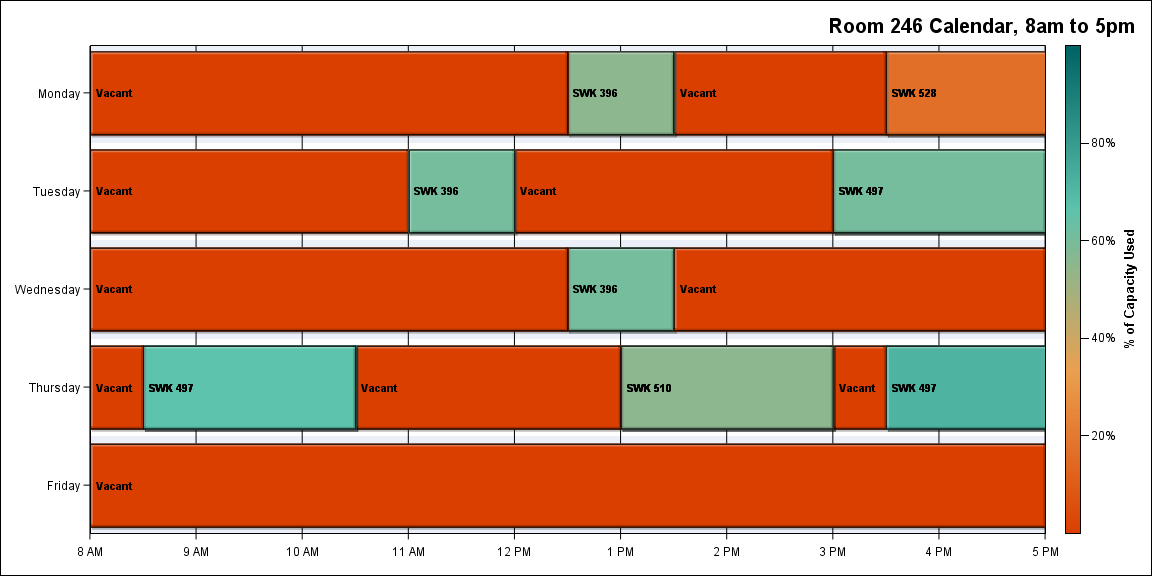 Room 246 Calendar, 8am to 5pm
Monday
Vacant
SWK 396
Vacant
SWK 528
Tuesday
Vacant
SWK 396
Vacant
SWK 497
Wednesday
Vacant
SWK 396
Vacant
Thursday
Vacant
SWK 497
Vacant
SWK 510
Vacant
SWK 497
Friday
Vacant
8 AM
9 AM
10 AM
11 AM
12 PM
1 PM
2 PM
3 PM
4 PM
5 PM
80%
60%
40%
20%
% of Capacity Used